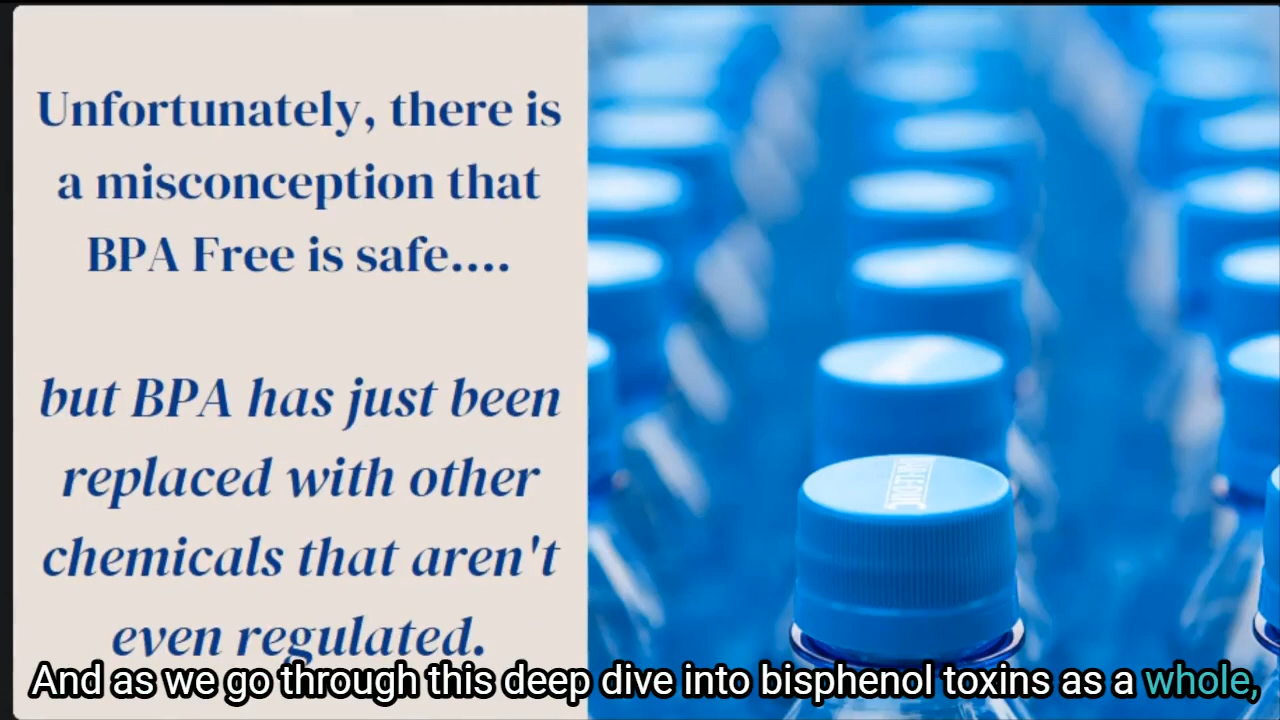 Unfortunately, there is
a misconception that
BPA Free is safe....
but BPA has just been
replaced with other
chemicals that aren't
even regulated.
And as we go through this deep dive into bisphenol toxins as a whole,